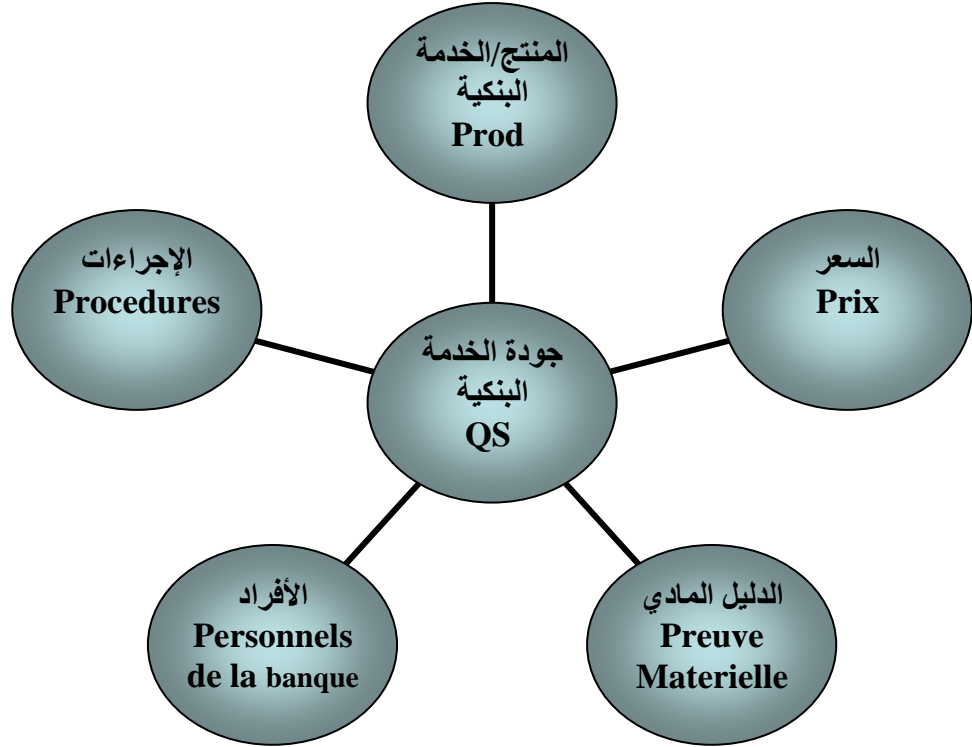 المنتج/الخدمة
البنكية
Prod
الإجراءات
Procedures
السعر
Prix
جودة الخدمة
البنكية
QS
الأفراد
Personnels
de la banque
الدليل المادي
Preuve
Materielle